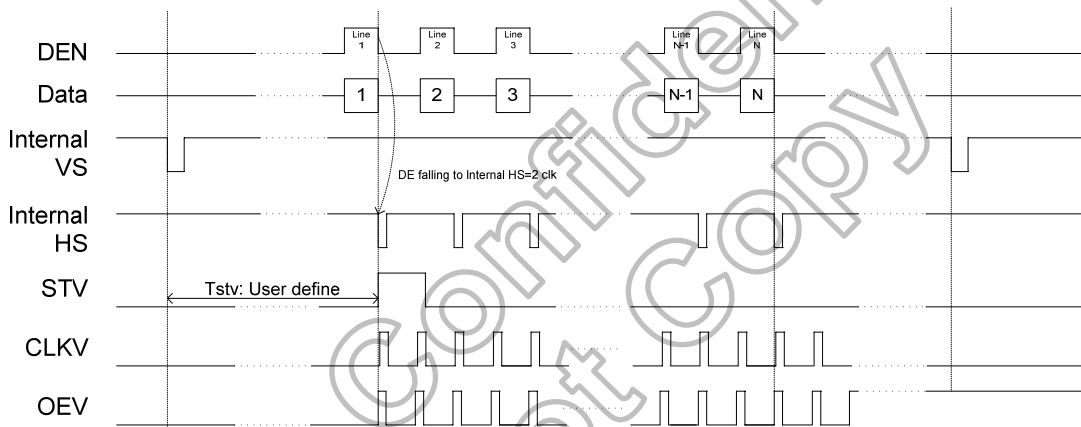 DEN
Line 1
Line 2
Line 3
Line N-1
Line N
Data
1
2
3
N-1
N
Internal
VS
DE falling to Internal HS=2 clk
Internal
HS
STV
Tstv: User define
CLKV
OEV